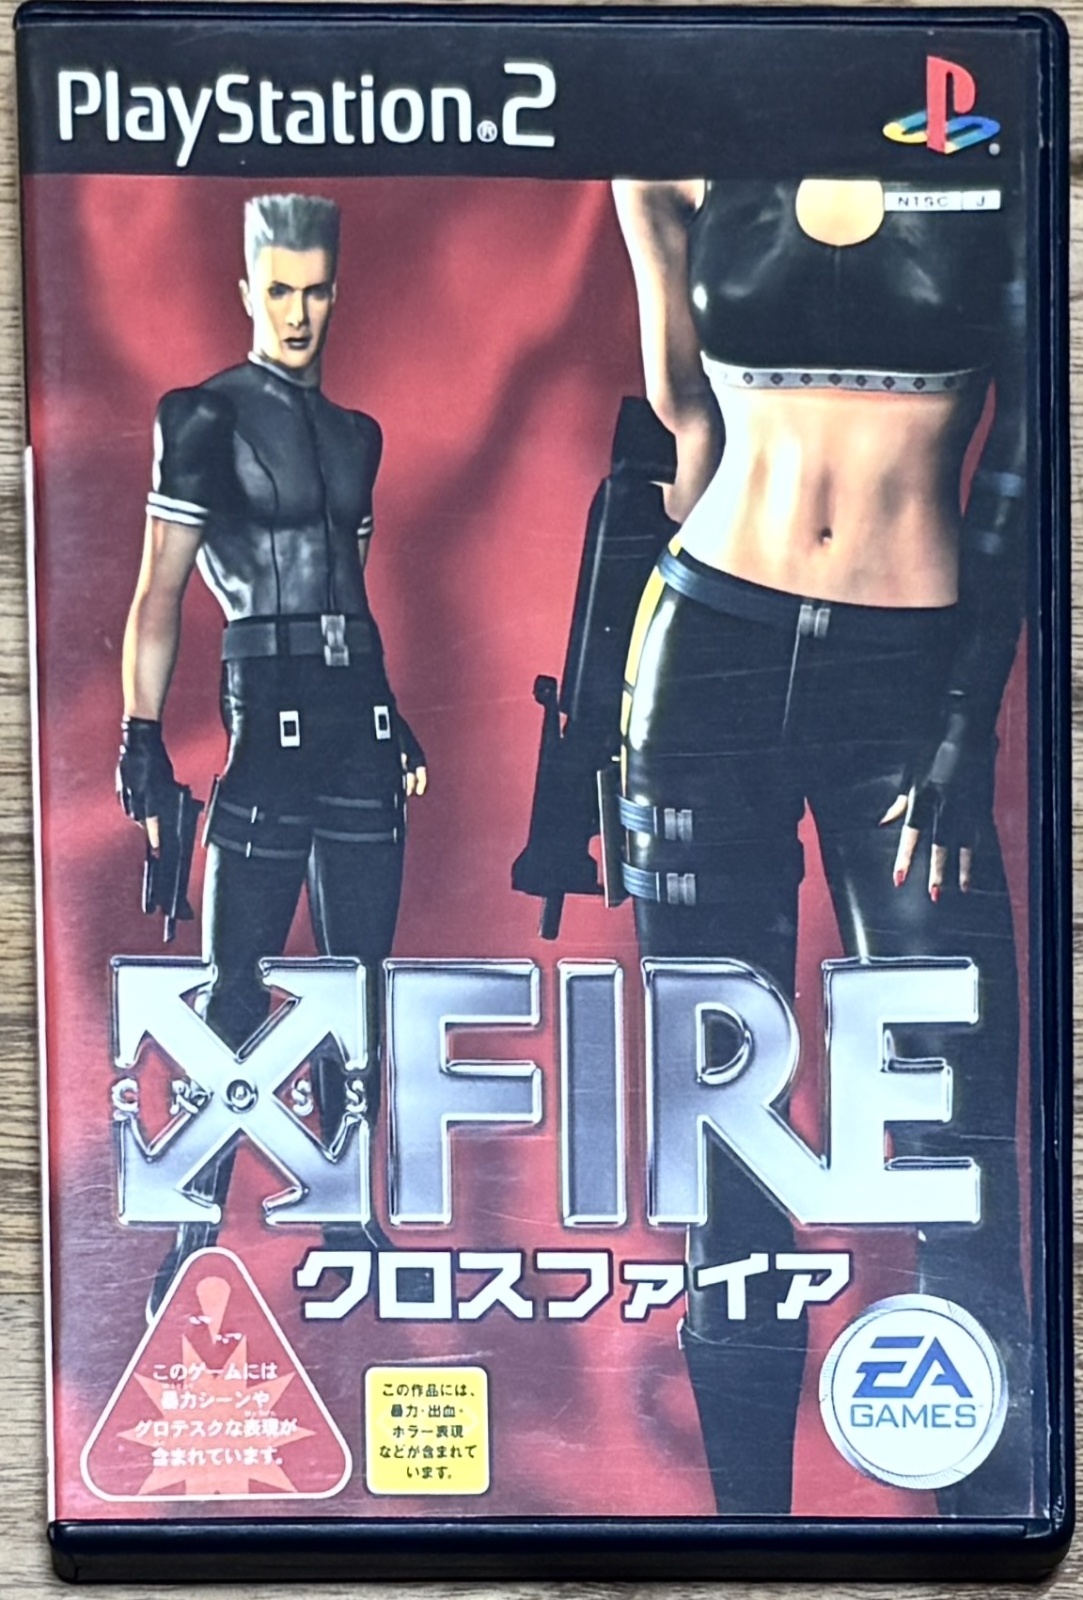 PlayStation®2
NTSC J
XFIRE
CROSS
クロスファイア
このゲームには
暴力シーンや
グロテスクな表現が
含まれています。
この作品には、
暴力・出血・
ホラー表現
などが含まれて
います。
EA
GAMES